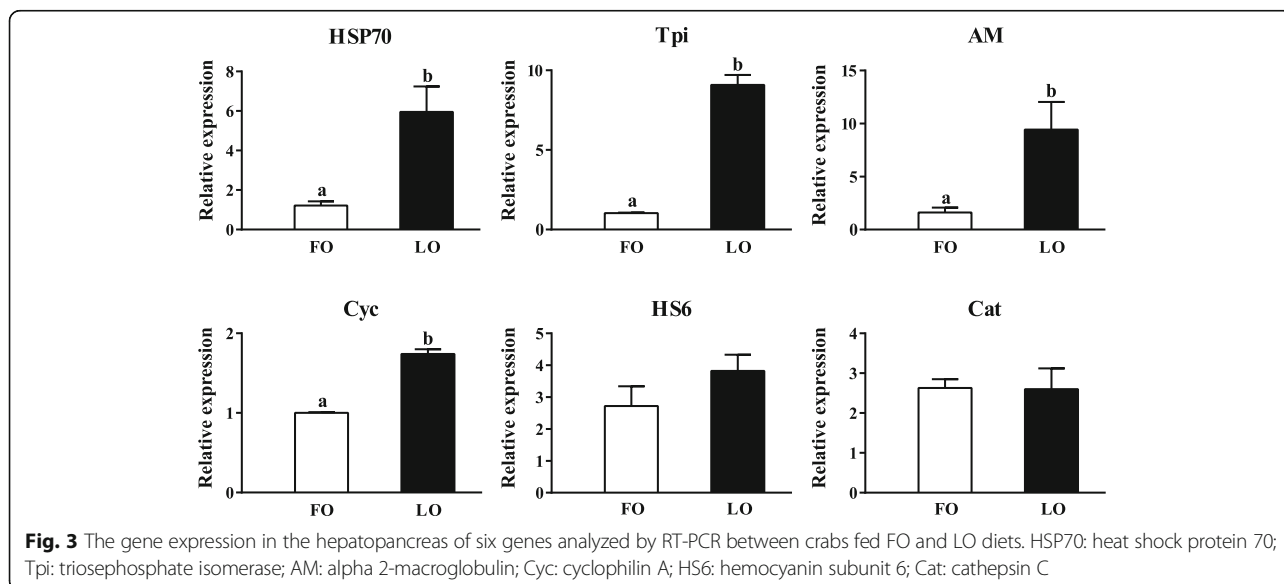 HSP70
Relative expression
8
6
4
2
0
a
b
FO LO
Tpi
Relative expression
10
5
0
a
b
FO LO
AM
Relative expression
15
10
5
0
a
b
FO LO
Cyc
Relative expression
2
1
0
a
b
FO LO
HS6
Relative expression
5
4
3
2
1
0
FO LO
Cat
Relative expression
4
3
2
1
0
FO LO
Fig. 3 The gene expression in the hepatopancreas of six genes analyzed by RT-PCR between crabs fed FO and LO diets. HSP70: heat shock protein 70;
Tpi: triosephosphate isomerase; AM: alpha 2-macroglobulin; Cyc: cyclophilin A; HS6: hemocyanin subunit 6; Cat: cathepsin C